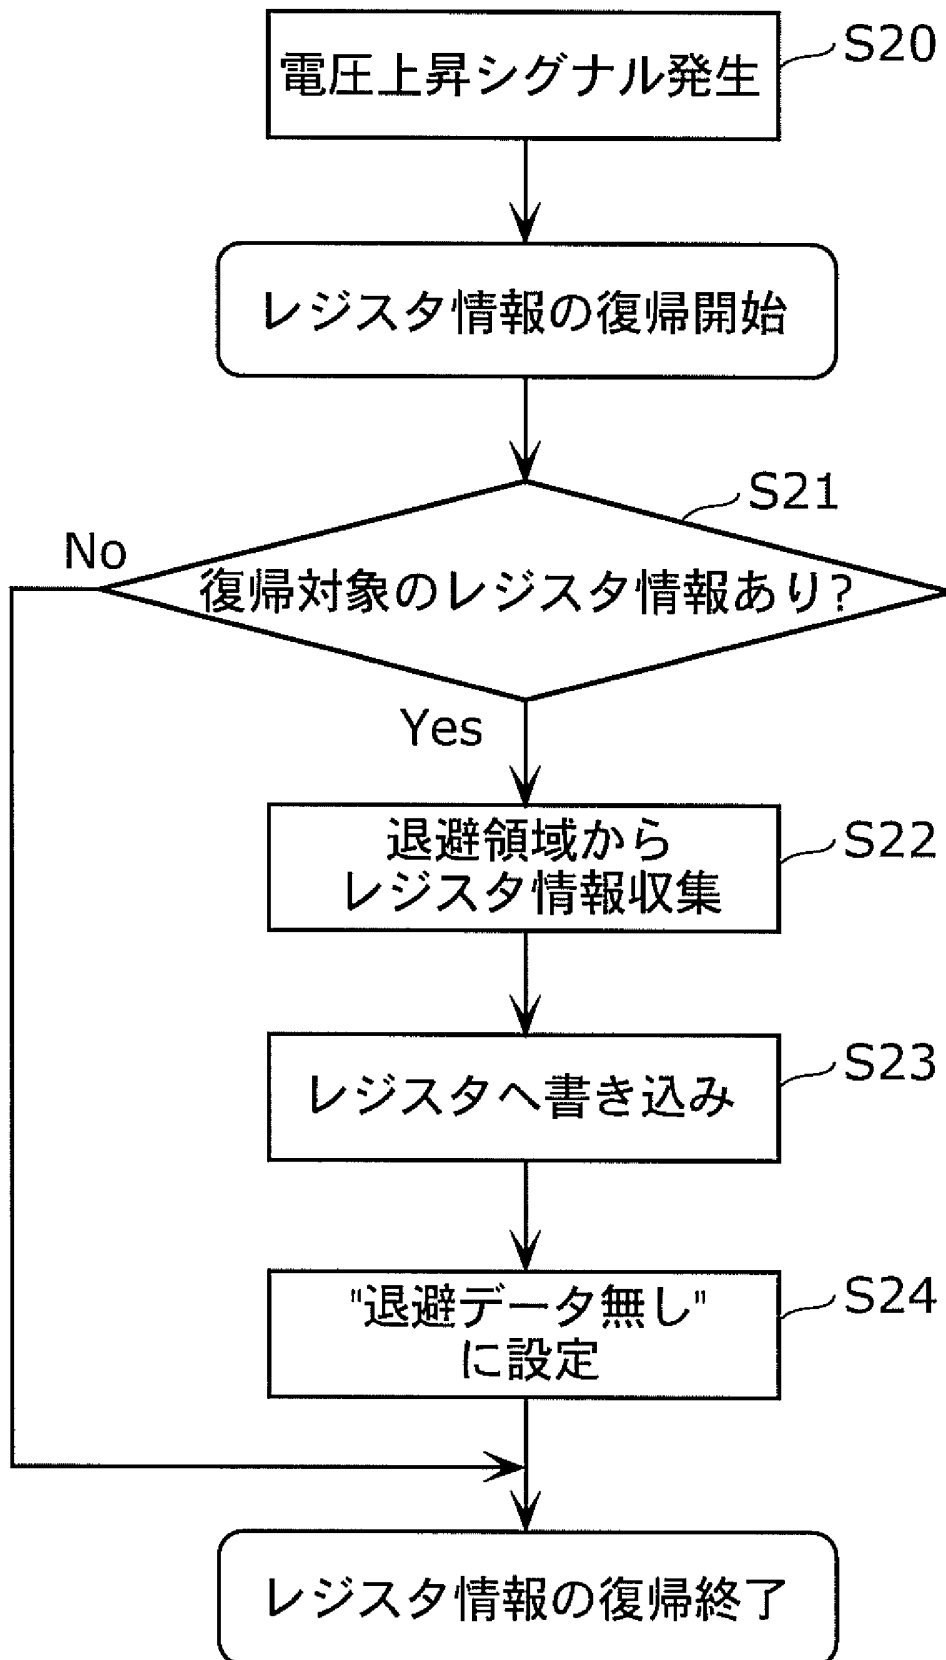 電圧上昇シグナル発生
S20
レジスタ情報の復帰開始
S21
No
復帰対象のレジスタ情報あり?
Yes
退避領域から
レジスタ情報収集
S22
レジスタへ書き込み
S23
"退避データ無し"
に設定
S24
レジスタ情報の復帰終了